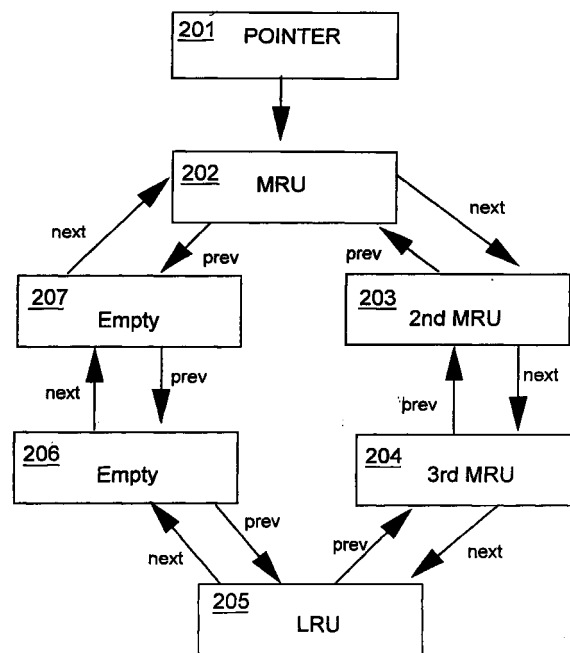 201 POINTER
202 MRU
next
next
prev
prev
207 Empty
203 2nd MRU
next
prev
prev
next
206 Empty
204 3rd MRU
next
prev
prev
next
205 LRU